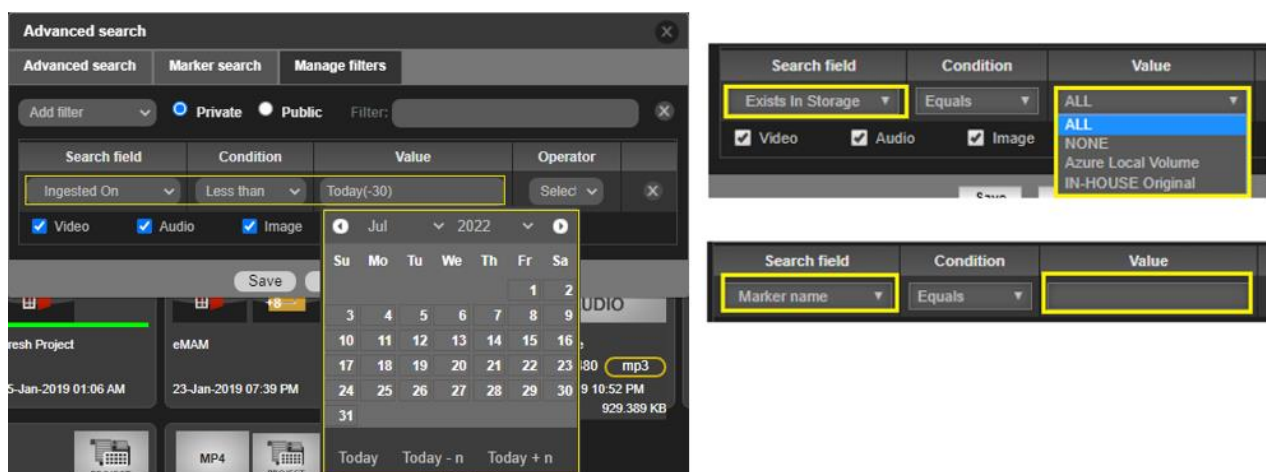 Advanced search
Advanced search Marker search Manage filters
Add filter Private Public Filter:
Search field Condition Value Operator
Ingested On Less than Today(-30) Select
Video Audio Image
Save
Jul 2022
Su Mo Tu We Th Fr Sa
1 2
3 4 5 6 7 8 9
10 11 12 13 14 15 16
17 18 19 20 21 22 23
24 25 26 27 28 29 30
31
Today Today - n Today + n
+8
UDIO
resh Project eMAM
380 mp3
5-Jan-2019 01:06 AM 23-Jan-2019 07:39 PM 9 10:52 PM
929.389 KB
MP4
Search field Condition Value
Exists In Storage Equals ALL
Video Audio Image
ALL
NONE
Azure Local Volume
IN-HOUSE Original
Search field Condition Value
Marker name Equals